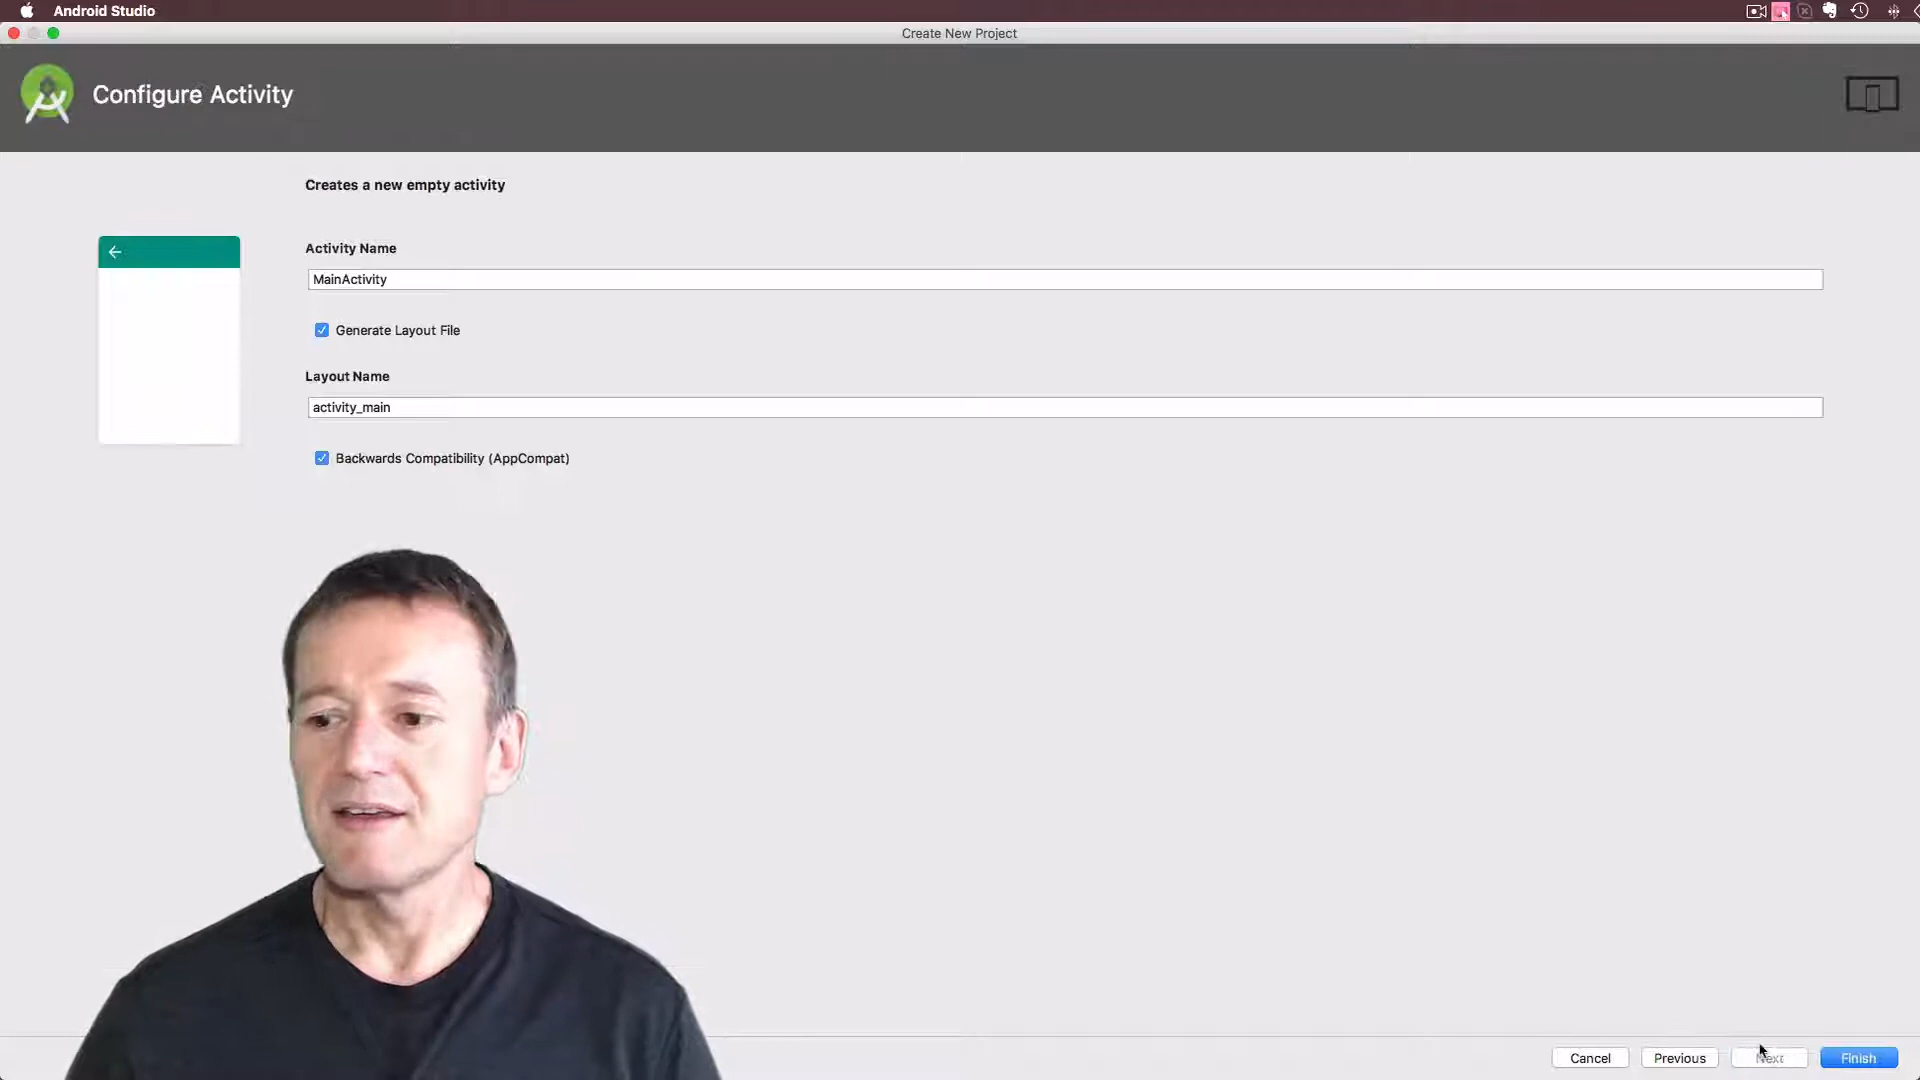 Android Studio
Create New Project
Configure Activity
Creates a new empty activity
Activity Name
MainActivity
Generate Layout File
Layout Name
activity_main
Backwards Compatibility (AppCompat)
Cancel Previous Next Finish